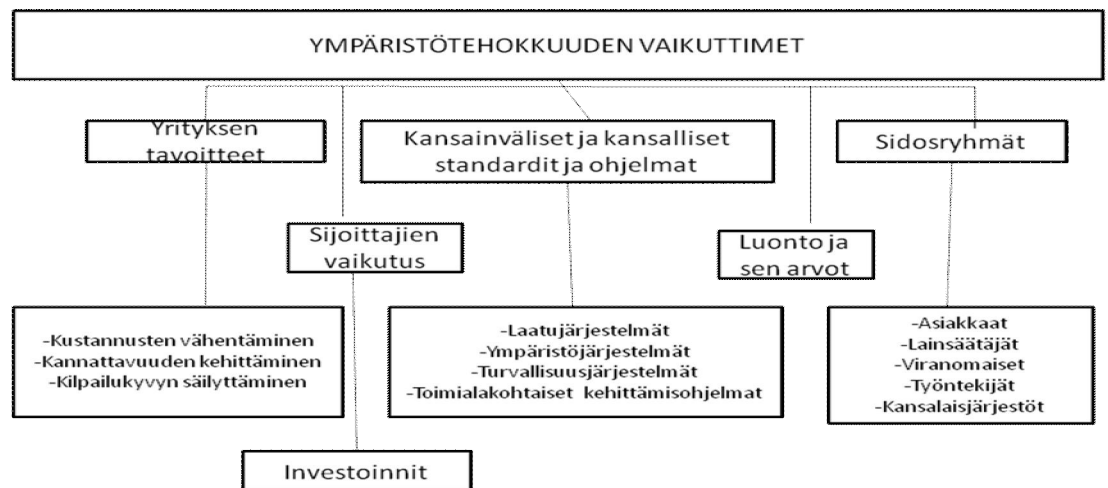 YMPÄRISTÖTEHOKKUUDEN VAIKUTTIMET
Yrityksen
tavoitteet
Kansainväliset ja kansalliset
standardit ja ohjelmat
Sidosryhmät
Sijoittajien
vaikutus
Luonto ja
sen arvot
-Kustannusten vähentäminen
-Kannattavuuden kehittäminen
-Kilpailukyvyn säilyttäminen
-Laatujärjestelmät
-Ympäristöjärjestelmät
-Turvallisuusjärjestelmät
-Toimialakohtaiset kehittämisohjelmat
-Asiakkaat
-Lainsäätäjät
-Viranomaiset
-Työntekijät
-Kansalaisjärjestöt
Investoinnit